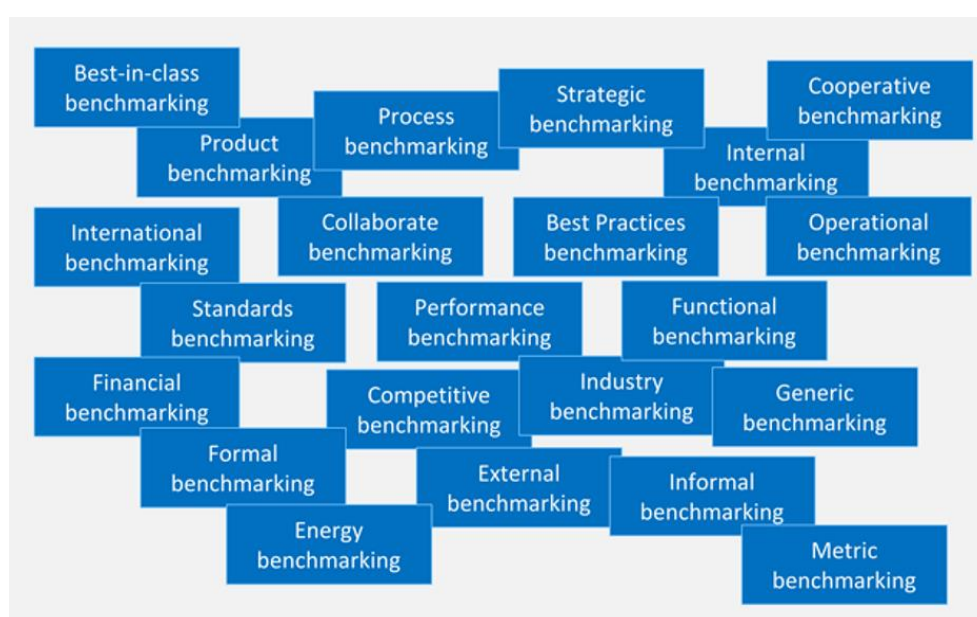 Best-in-class
benchmarking
Product
benchmarking
Process
benchmarking
Strategic
benchmarking
Internal
benchmarking
Cooperative
benchmarking
International
benchmarking
Collaborate
benchmarking
Best Practices
benchmarking
Operational
benchmarking
Standards
benchmarking
Performance
benchmarking
Functional
benchmarking
Financial
benchmarking
Competitive
benchmarking
Industry
benchmarking
Generic
benchmarking
Formal
benchmarking
External
benchmarking
Informal
benchmarking
Energy
benchmarking
Metric
benchmarking